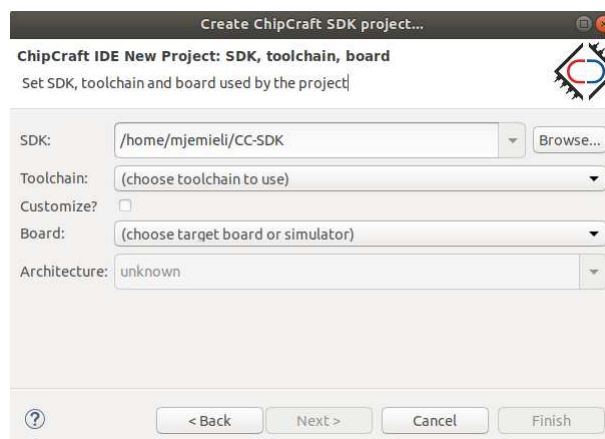 Create ChipCraft SDK project...
ChipCraft IDE New Project: SDK, toolchain, board
Set SDK, toolchain and board used by the project
SDK: /home/mjemieli/CC-SDK Browse...
Toolchain: (choose toolchain to use)
Customize?
Board: (choose target board or simulator)
Architecture: unknown
? < Back Next > Cancel Finish